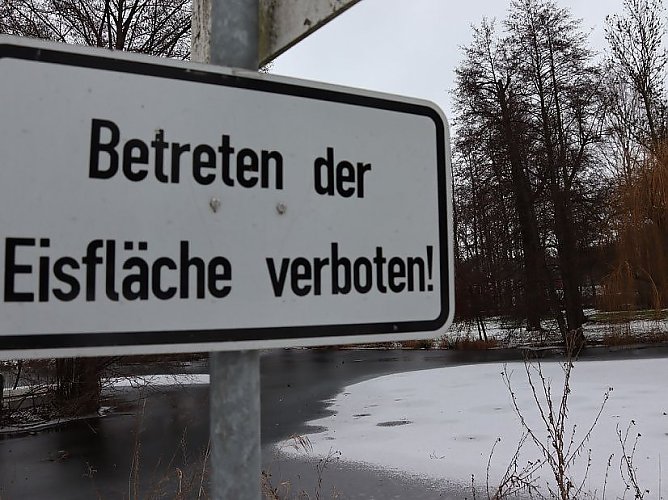 Betreten der
Eisfläche verboten!